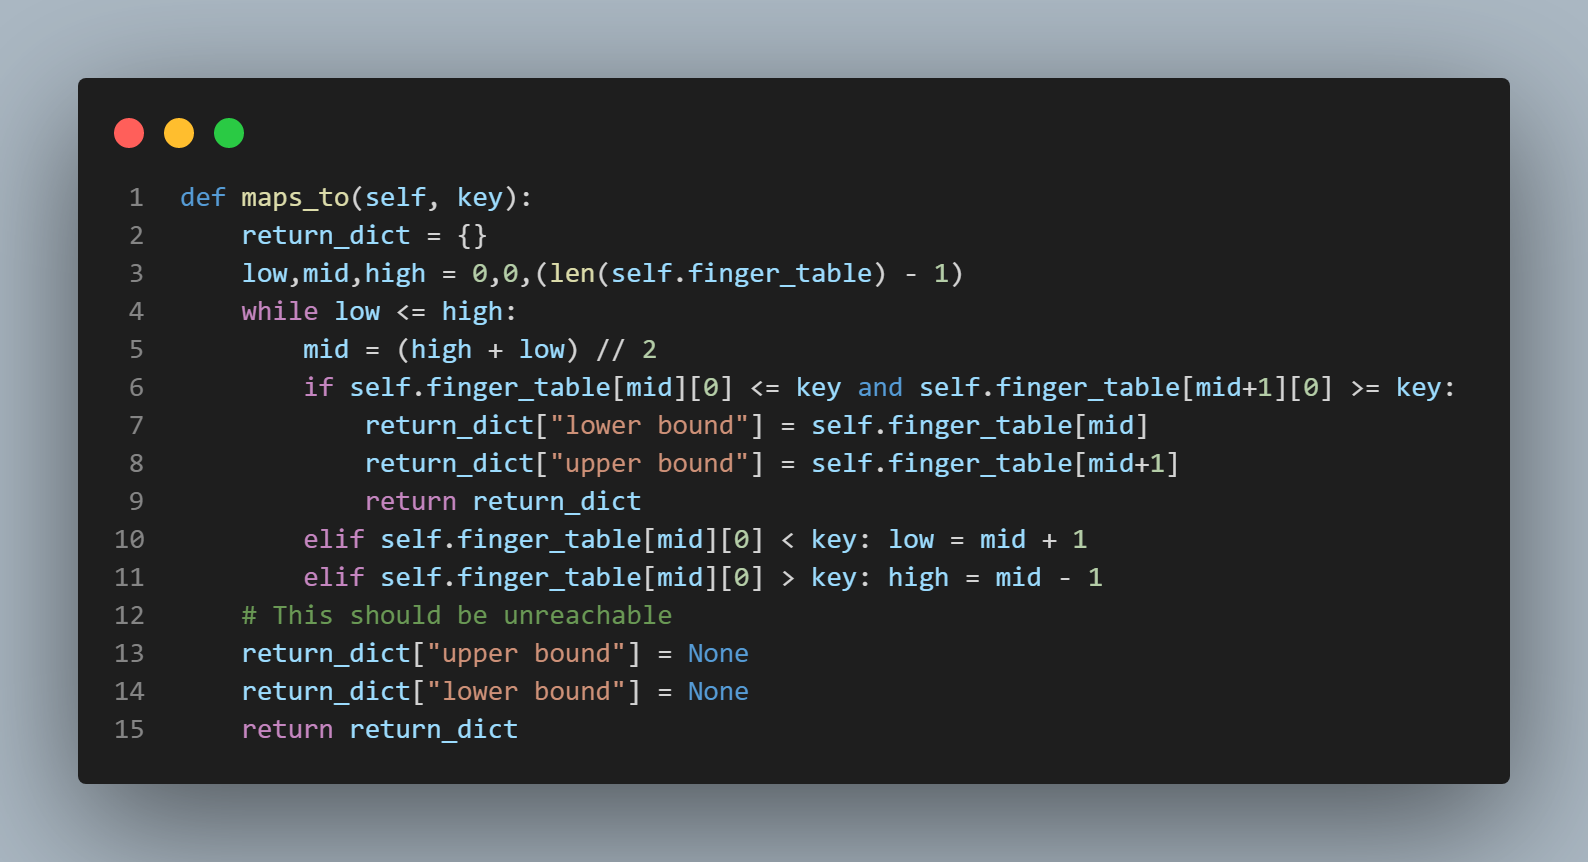 1 def maps_to(self, key):
2     return_dict = {}
3     low,mid,high = 0,0,(len(self.finger_table) - 1)
4     while low <= high:
5         mid = (high + low) // 2
6         if self.finger_table[mid][0] <= key and self.finger_table[mid+1][0] >= key:
7             return_dict["lower bound"] = self.finger_table[mid]
8             return_dict["upper bound"] = self.finger_table[mid+1]
9             return return_dict
10         elif self.finger_table[mid][0] < key: low = mid + 1
11         elif self.finger_table[mid][0] > key: high = mid - 1
12     # This should be unreachable
13     return_dict["upper bound"] = None
14     return_dict["lower bound"] = None
15     return return_dict